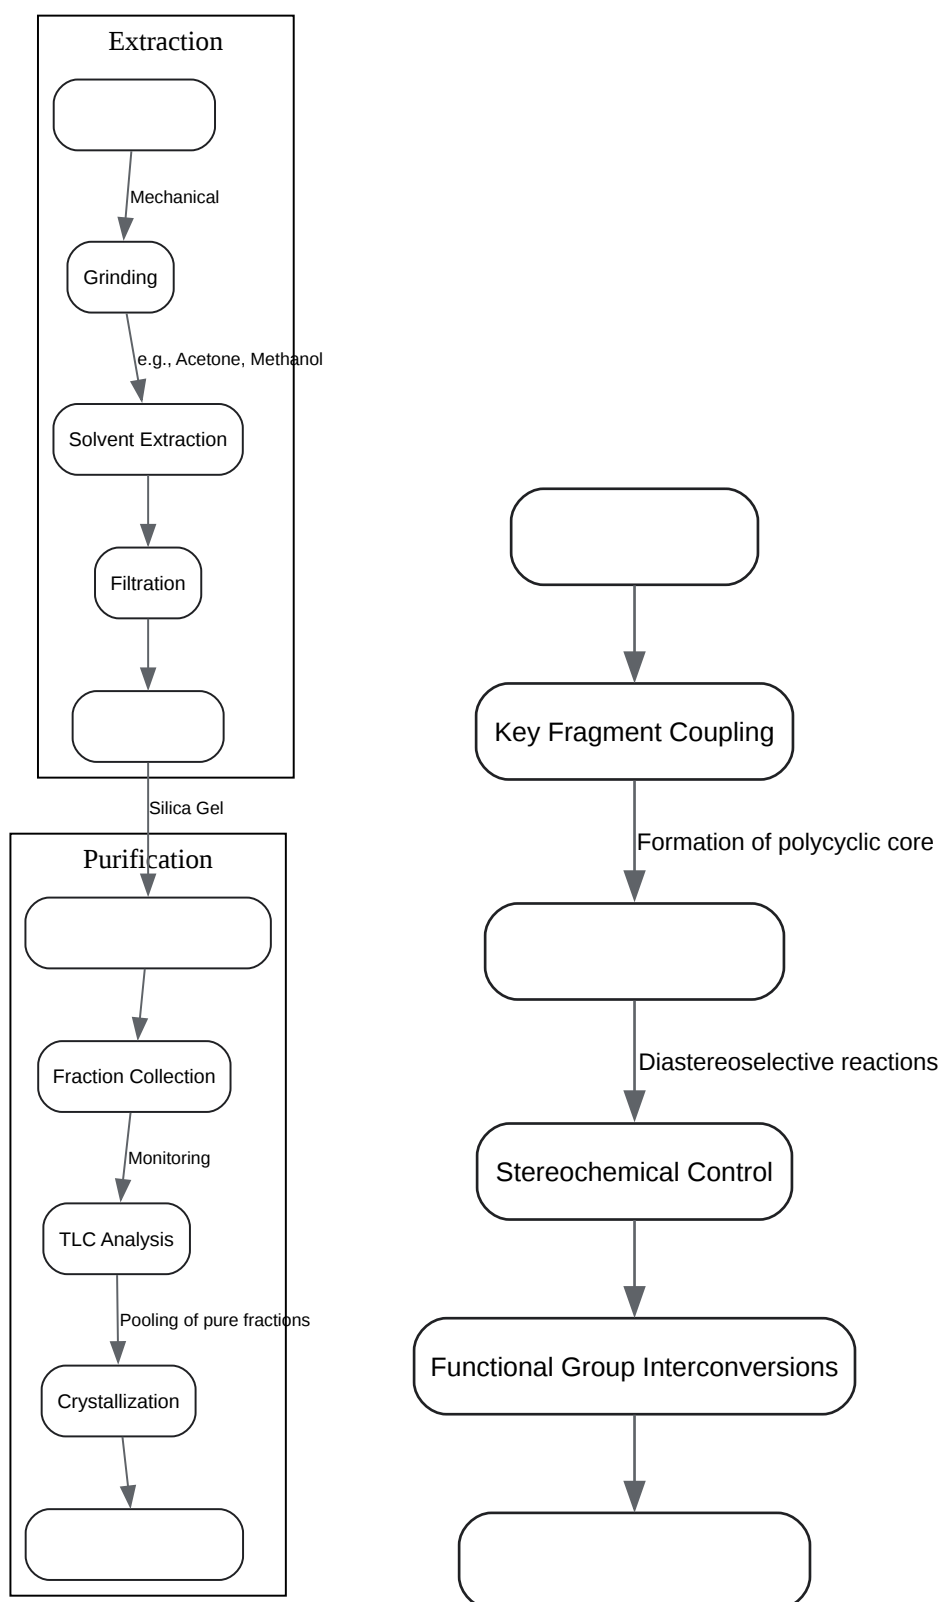 Extraction
Mechanical
Grinding
e.g., Acetone, Methanol
Solvent Extraction
Filtration
Silica Gel
Purification
Fraction Collection
Monitoring
TLC Analysis
Pooling of pure fractions
Crystallization
Key Fragment Coupling
Formation of polycyclic core
Diastereoselective reactions
Stereochemical Control
Functional Group Interconversions